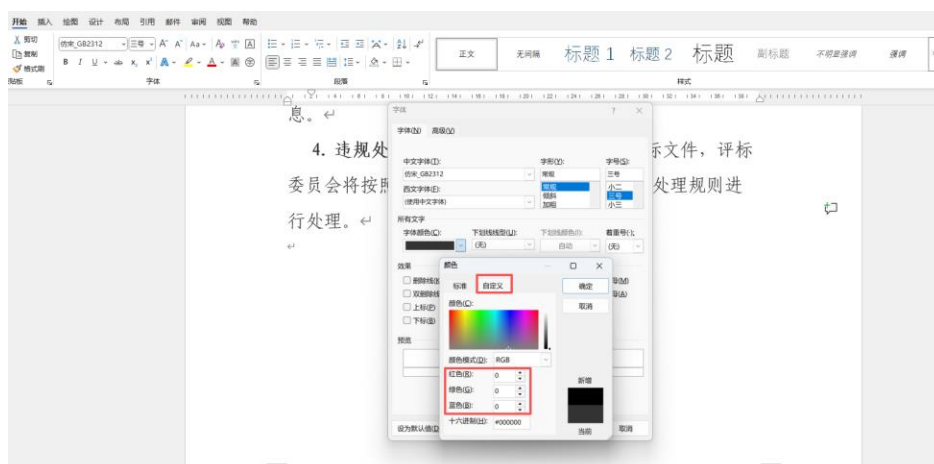 开始 插入 绘图 设计 布局 引用 邮件 审阅 视图 帮助
剪切
复制
格式刷
仿宋_GB2312 三号
正文 无间隔 标题 1 标题 2 标题 副标题 不明显强调 强调
字体 段落 样式
息。
4. 违规处
标文件，评标
委员会将按照
处理规则进
行处理。
字体
字体(N) 高级(V)
中文字体(T): 字形(Y): 字号(S):
仿宋_GB2312 常规 三号
西文字体(F): 常规 小二
(使用中文字体) 倾斜 三号
加粗 小三
所有文字
字体颜色(C): 下划线线型(U): 下划线颜色(I): 着重号(·):
(无) 自动 (无)
效果
删除线(K)
双删除线
上标(P)
下标(B)
预览
设为默认值(D) 取消
颜色
标准 自定义 确定
取消
颜色(C):
颜色模式(D): RGB
红色(R): 0
绿色(G): 0
蓝色(B): 0
十六进制(H): #000000
新增
当前